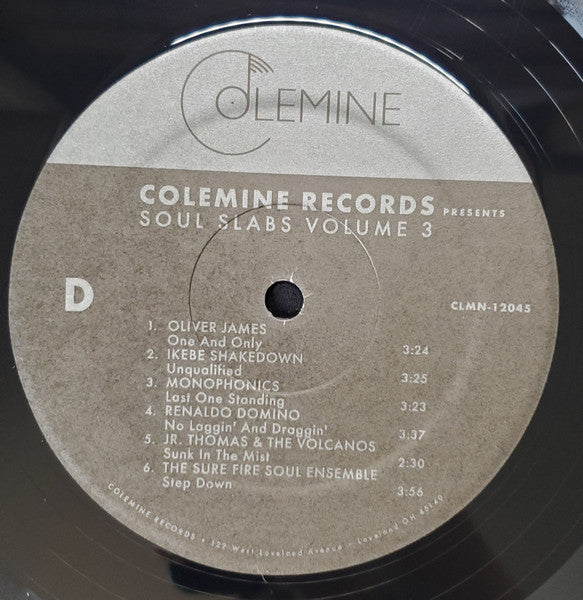 COLEMINE
COLEMINE RECORDS PRESENTS
SOUL SLABS VOLUME 3
D
CLMN-12045
1. OLIVER JAMES
One And Only 3:24
2. IKEBE SHAKEDOWN
Unqualified 3:25
3. MONOPHONICS
Last One Standing 3:23
4. RENALDO DOMINO
No Laggin' And Draggin' 3:37
5. JR. THOMAS & THE VOLCANOS
Sunk In The Mist 2:30
6. THE SURE FIRE SOUL ENSEMBLE
Step Down 3:56
COLEMINE RECORDS • 127 West Loveland Avenue • Loveland OH 45140